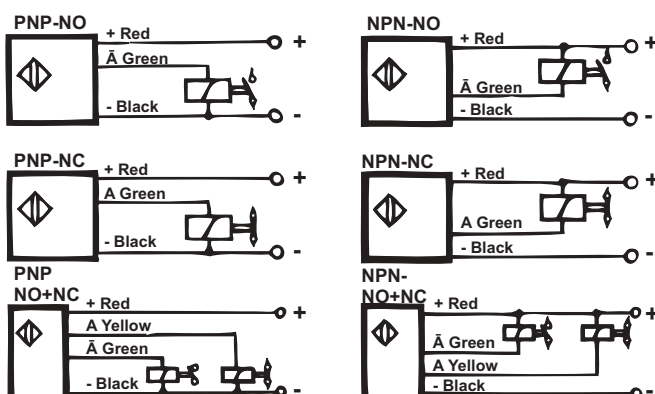 PNP-NO
+ Red
+
Ā Green
- Black
-
NPN-NO
+ Red
+
Ā Green
- Black
-
PNP-NC
+ Red
+
A Green
- Black
-
NPN-NC
+ Red
+
A Green
- Black
-
PNP
NO+NC
+ Red
+
A Yellow
Ā Green
- Black
-
NPN-
NO+NC
+ Red
+
Ā Green
A Yellow
- Black
-